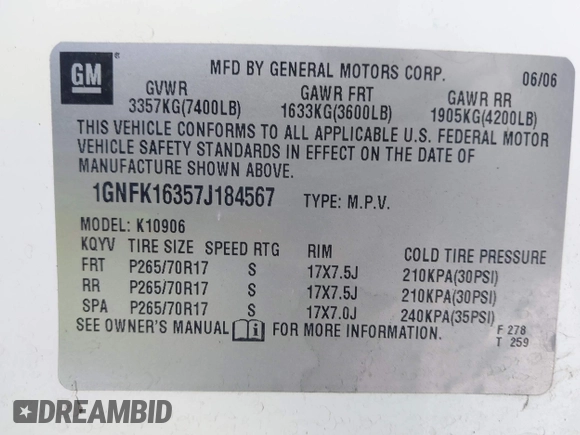 GM
MFD BY GENERAL MOTORS CORP. 06/06
GVWR GAWR FRT GAWR RR
3357KG(7400LB) 1633KG(3600LB) 1905KG(4200LB)
THIS VEHICLE CONFORMS TO ALL APPLICABLE U.S. FEDERAL MOTOR
VEHICLE SAFETY STANDARDS IN EFFECT ON THE DATE OF
MANUFACTURE SHOWN ABOVE.
1GNFK16357J184567 TYPE: M.P.V.
MODEL: K10906
KQYV TIRE SIZE SPEED RTG RIM COLD TIRE PRESSURE
FRT P265/70R17 S 17X7.5J 210KPA(30PSI)
RR P265/70R17 S 17X7.5J 210KPA(30PSI)
SPA P265/70R17 S 17X7.0J 240KPA(35PSI)
SEE OWNER'S MANUAL FOR MORE INFORMATION. F 278
T 259
DREAMBID